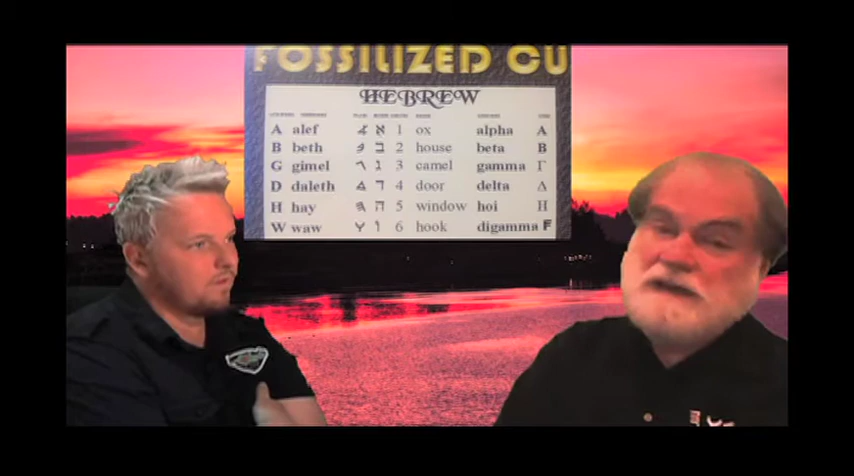 FOSSILIZED CU
HEBREW
A alef א 1 ox alpha A
B beth ב 2 house beta B
G gimel ג 3 camel gamma Γ
D daleth ד 4 door delta Δ
H hay ה 5 window hoi H
W waw ו 6 hook digamma F